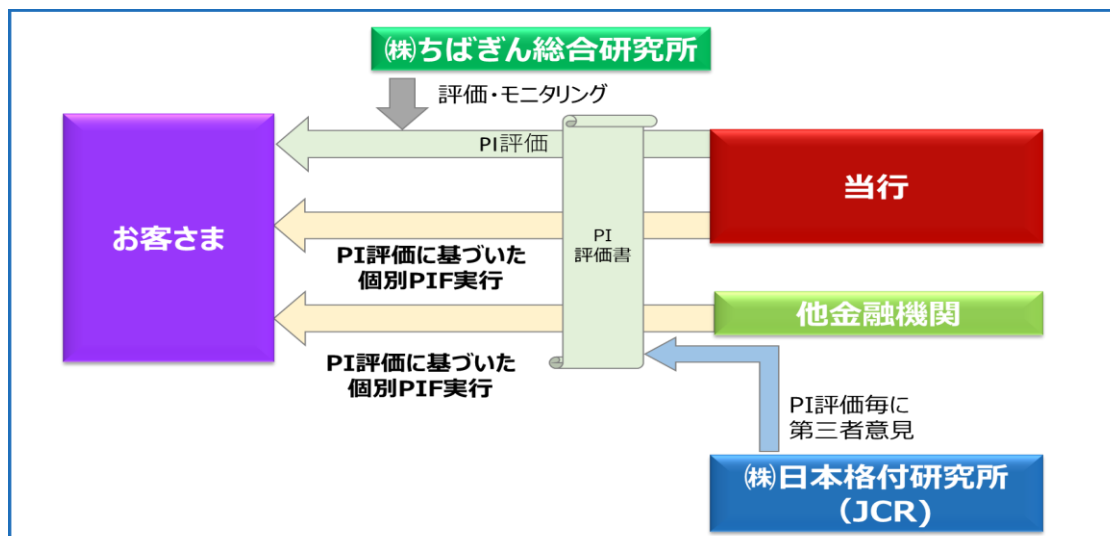 ㈱ちばぎん総合研究所
評価・モニタリング
PI評価
当行
お客さま
PI
評価書
PI評価に基づいた
個別PIF実行
他金融機関
PI評価に基づいた
個別PIF実行
PI評価毎に
第三者意見
㈱日本格付研究所
(JCR)